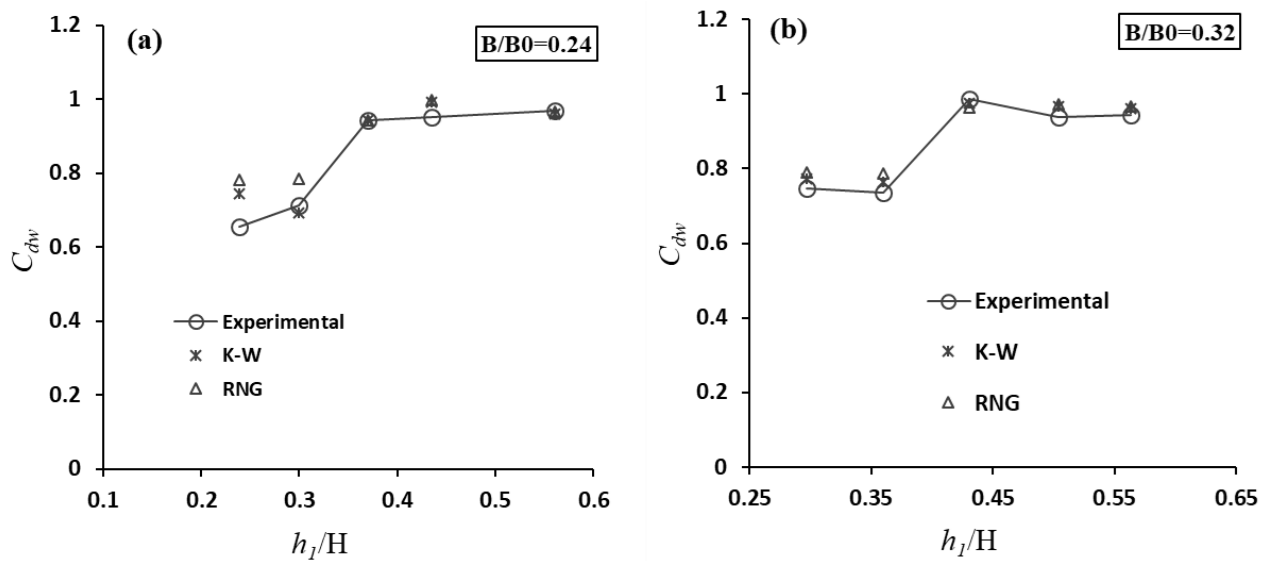 (a)
B/B0=0.24
1.2
1
0.8
0.6
0.4
0.2
0
C_dw
Experimental
K-W
RNG
0.1 0.2 0.3 0.4 0.5 0.6
h_1/H
(b)
B/B0=0.32
1.2
1
0.8
0.6
0.4
0.2
0
C_dw
Experimental
K-W
RNG
0.25 0.35 0.45 0.55 0.65
h_1/H